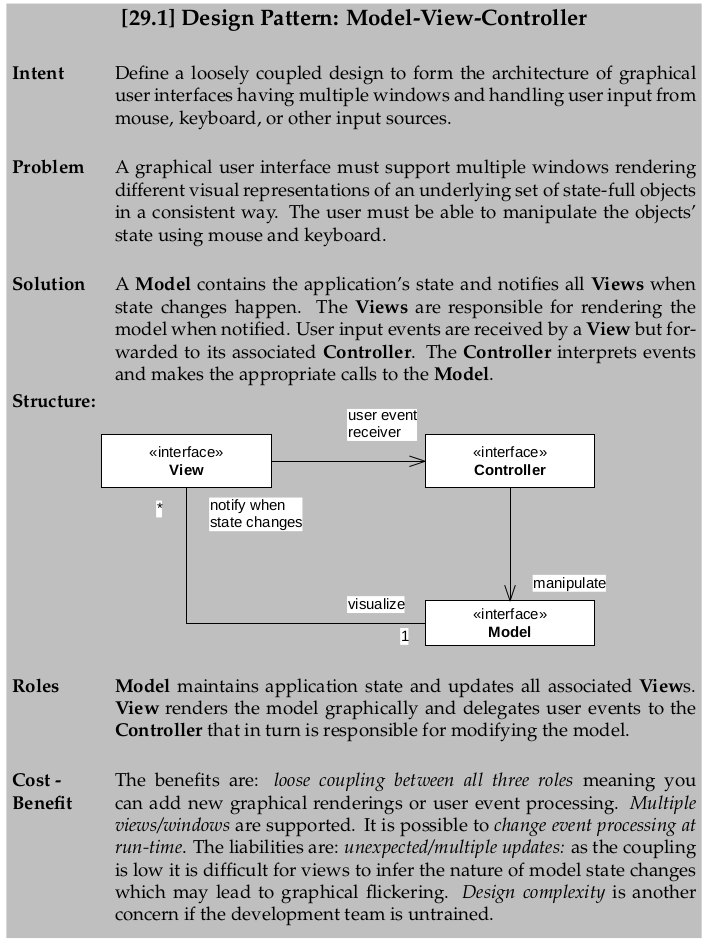 [29.1] Design Pattern: Model-View-Controller
Intent Define a loosely coupled design to form the architecture of graphical
user interfaces having multiple windows and handling user input from
mouse, keyboard, or other input sources.
Problem A graphical user interface must support multiple windows rendering
different visual representations of an underlying set of state-full objects
in a consistent way. The user must be able to manipulate the objects’
state using mouse and keyboard.
Solution A Model contains the application’s state and notifies all Views when
state changes happen. The Views are responsible for rendering the
model when notified. User input events are received by a View but for-
warded to its associated Controller. The Controller interprets events
and makes the appropriate calls to the Model.
Structure:
user event
receiver
«interface»
View
«interface»
Controller
*
notify when
state changes
manipulate
visualize
1
«interface»
Model
Roles Model maintains application state and updates all associated Views.
View renders the model graphically and delegates user events to the
Controller that in turn is responsible for modifying the model.
Cost - The benefits are: loose coupling between all three roles meaning you
Benefit can add new graphical renderings or user event processing. Multiple
views/windows are supported. It is possible to change event processing at
run-time. The liabilities are: unexpected/multiple updates: as the coupling
is low it is difficult for views to infer the nature of model state changes
which may lead to graphical flickering. Design complexity is another
concern if the development team is untrained.